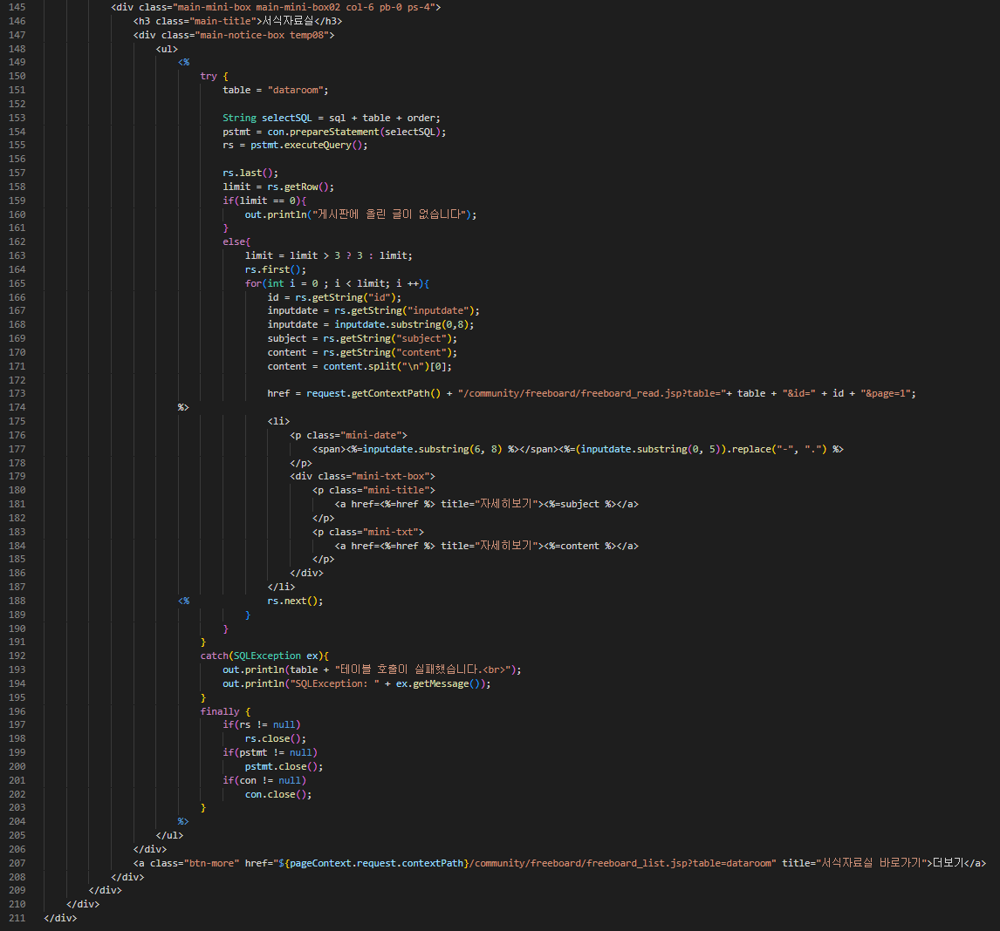 145 <div class="main-mini-box main-mini-box02 col-6 pb-0 ps-4">
146 <h3 class="main-title">서식자료실</h3>
147 <div class="main-notice-box temp08">
148 <ul>
149 <%
150 try {
151 table = "dataroom";
152
153 String selectSQL = sql + table + order;
154 pstmt = con.prepareStatement(selectSQL);
155 rs = pstmt.executeQuery();
156
157 rs.last();
158 limit = rs.getRow();
159 if(limit == 0){
160 out.println("게시판에 올린 글이 없습니다");
161 }
162 else{
163 limit = limit > 3 ? 3 : limit;
164 rs.first();
165 for(int i = 0 ; i < limit; i ++){
166 id = rs.getString("id");
167 inputdate = rs.getString("inputdate");
168 inputdate = inputdate.substring(0,8);
169 subject = rs.getString("subject");
170 content = rs.getString("content");
171 content = content.split("\n")[0];
172
173 href = request.getContextPath() + "/community/freeboard/freeboard_read.jsp?table="+ table + "&id=" + id + "&page=1";
174 %>
175 <li>
176 <p class="mini-date">
177 <span><%=inputdate.substring(6, 8) %></span><%=(inputdate.substring(0, 5)).replace("-", ".") %>
178 </p>
179 <div class="mini-txt-box">
180 <p class="mini-title">
181 <a href=<%=href %> title="자세히보기"><%=subject %></a>
182 </p>
183 <p class="mini-txt">
184 <a href=<%=href %> title="자세히보기"><%=content %></a>
185 </p>
186 </div>
187 </li>
188 <% rs.next();
189 }
190 }
191 }
192 catch(SQLException ex){
193 out.println(table + "테이블 호출이 실패했습니다.<br>");
194 out.println("SQLException: " + ex.getMessage());
195 }
196 finally {
197 if(rs != null)
198 rs.close();
199 if(pstmt != null)
200 pstmt.close();
201 if(con != null)
202 con.close();
203 }
204 %>
205 </ul>
206 </div>
207 <a class="btn-more" href="${pageContext.request.contextPath}/community/freeboard/freeboard_list.jsp?table=dataroom" title="서식자료실 바로가기">더보기</a>
208 </div>
209 </div>
210 </div>
211 </div>